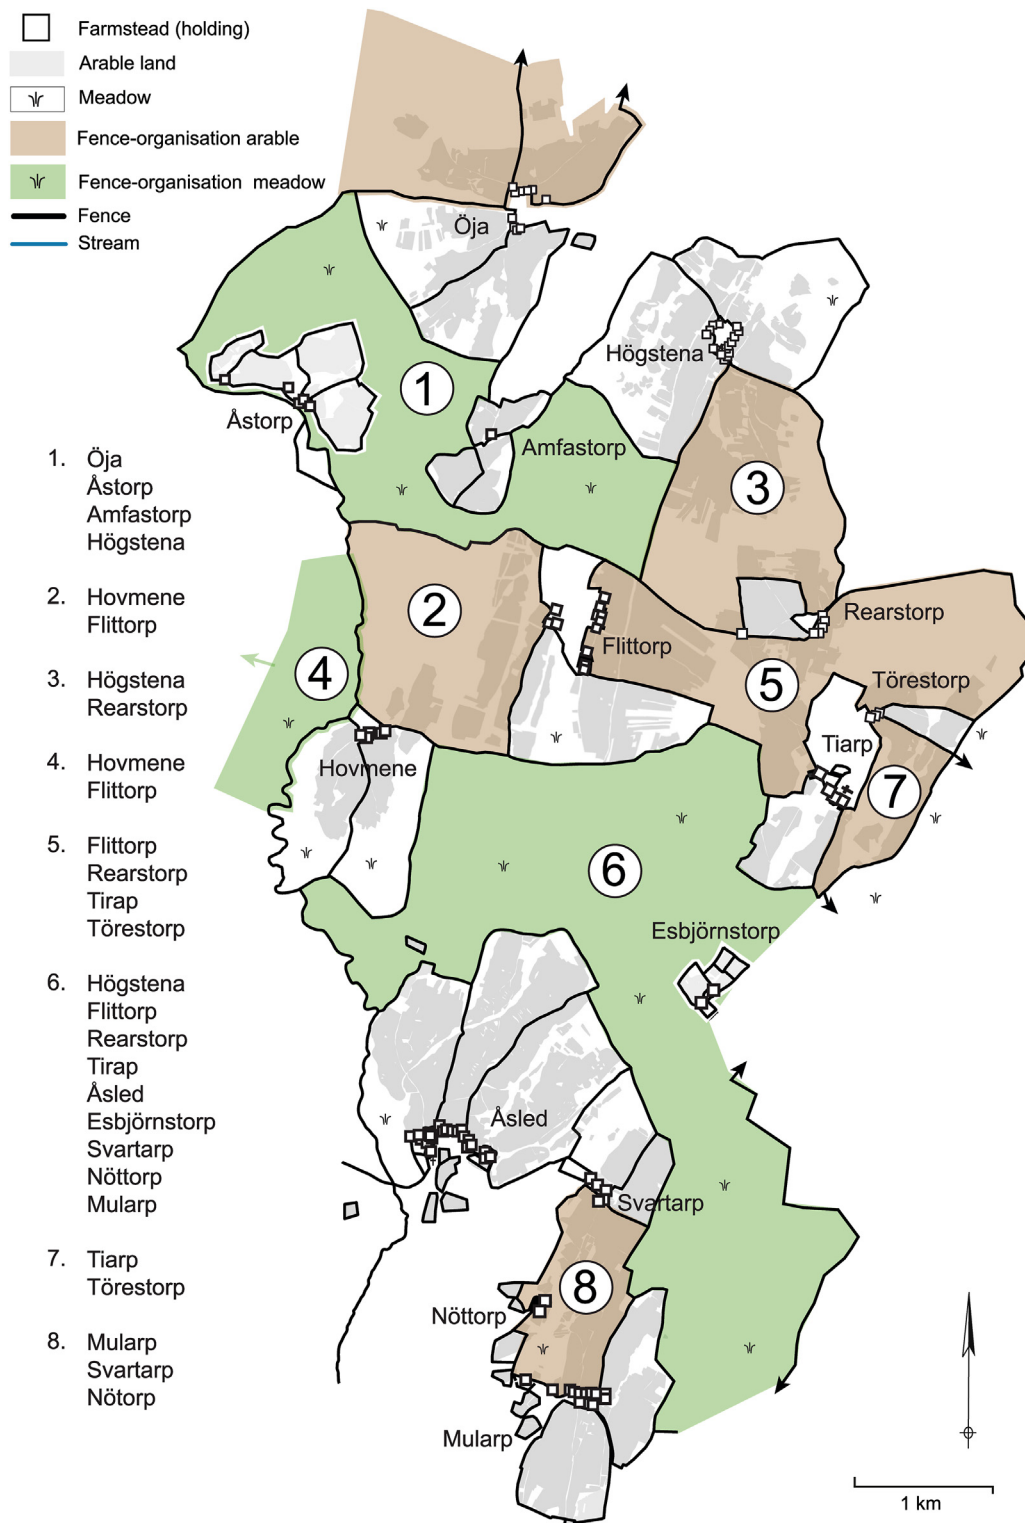 Farmstead (holding)
Arable land
Meadow
Fence-organisation arable
Fence-organisation meadow
Fence
Stream
Öja
Högstena
1
Åstorp
Amfastorp
3
2
Rearstorp
Flittorp
4
5
Törestorp
Tiarp
Hovmene
7
6
Esbjörnstorp
Åsled
Svartarp
8
Nöttorp
Mularp
1. Öja
Åstorp
Amfastorp
Högstena
2. Hovmene
Flittorp
3. Högstena
Rearstorp
4. Hovmene
Flittorp
5. Flittorp
Rearstorp
Tirap
Törestorp
6. Högstena
Flittorp
Rearstorp
Tirap
Åsled
Esbjörnstorp
Svartarp
Nöttorp
Mularp
7. Tiarp
Törestorp
8. Mularp
Svartarp
Nötorp
1 km